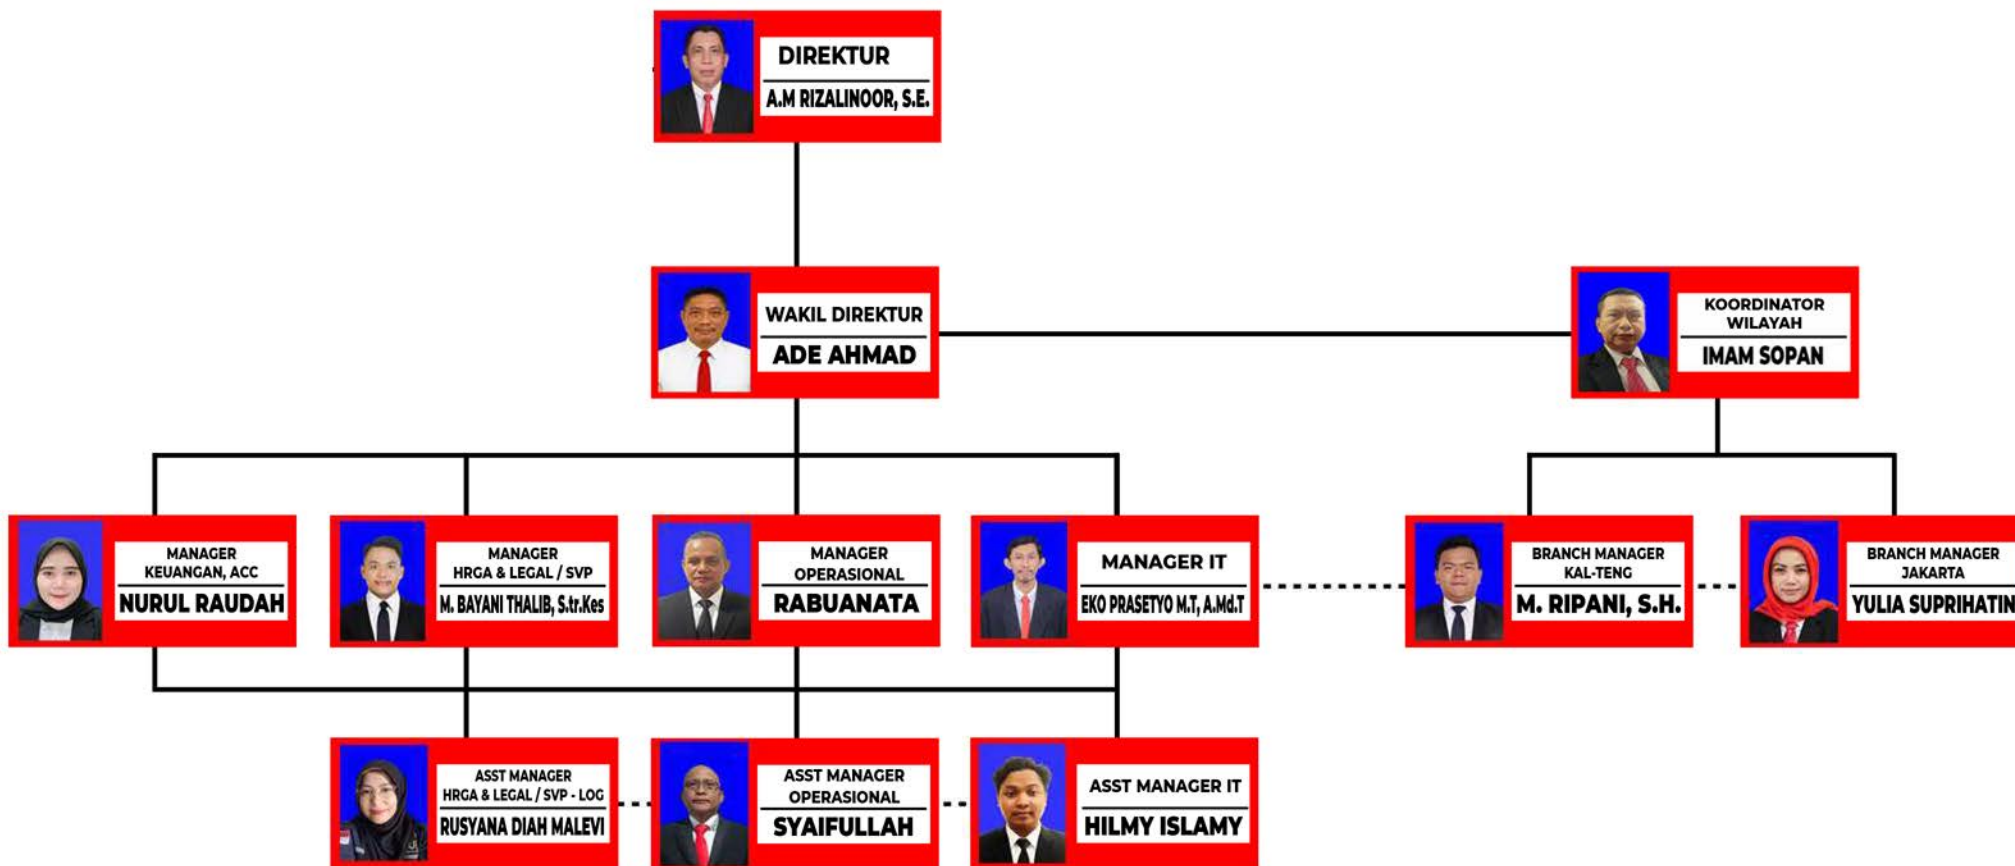 DIREKTUR
A.M RIZALINOOR, S.E.
WAKIL DIREKTUR
ADE AHMAD
KOORDINATOR
WILAYAH
IMAM SOPAN
MANAGER
KEUANGAN, ACC
NURUL RAUDAH
MANAGER
HRGA & LEGAL / SVP
M. BAYANI THALIB, S.tr.Kes
MANAGER
OPERASIONAL
RABUANATA
MANAGER IT
EKO PRASETYO M.T, A.Md.T
BRANCH MANAGER
KAL-TENG
M. RIPANI, S.H.
BRANCH MANAGER
JAKARTA
YULIA SUPRIHATIN
ASST MANAGER
HRGA & LEGAL / SVP - LOG
RUSYANA DIAH MALEVI
ASST MANAGER
OPERASIONAL
SYAIFULLAH
ASST MANAGER IT
HILMY ISLAMY